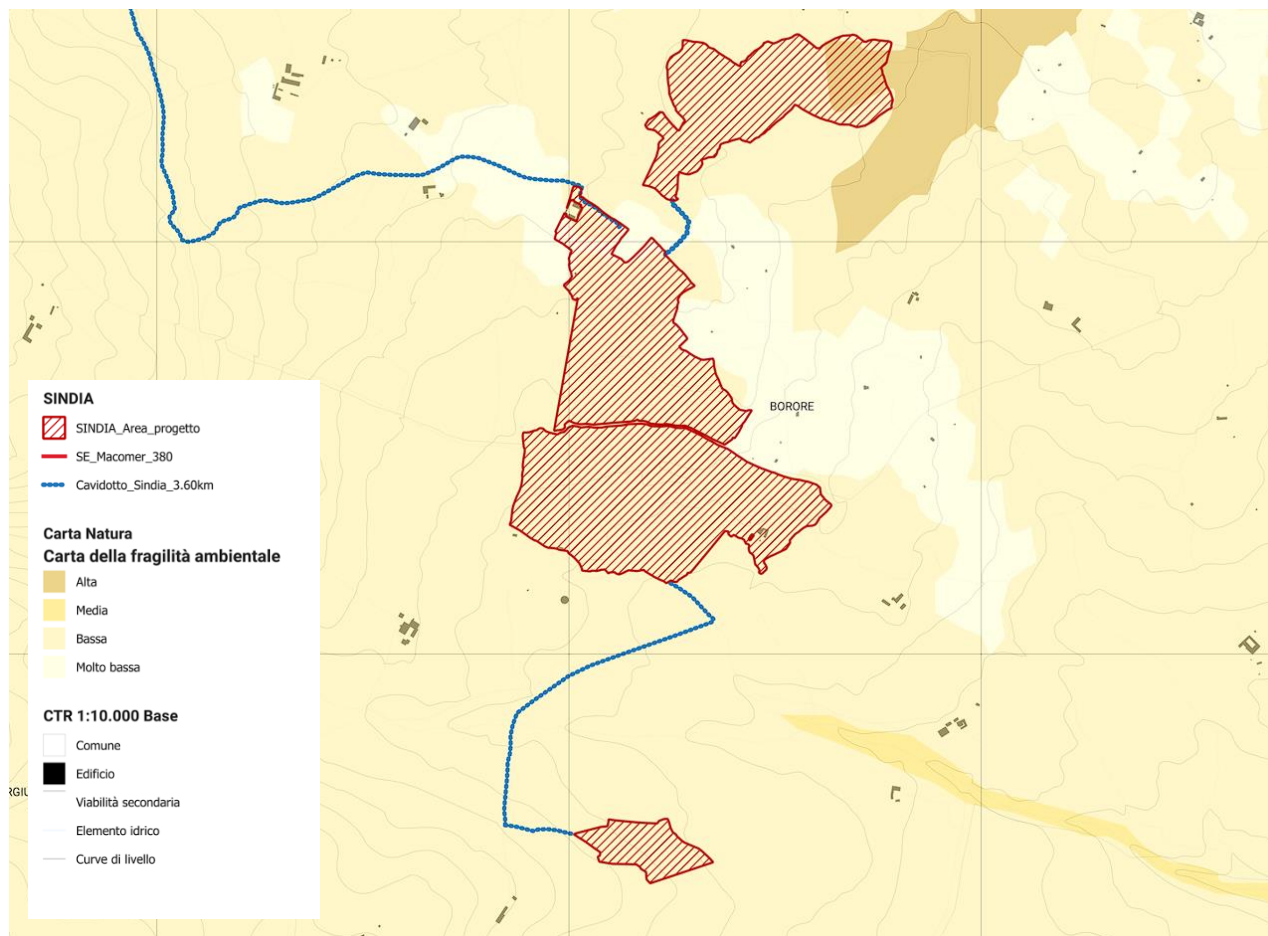 BORORE
SINDIA
SINDIA_Area_progetto
SE_Macomer_380
Cavidotto_Sindia_3.60km
Carta Natura
Carta della fragilità ambientale
Alta
Media
Bassa
Molto bassa
CTR 1:10.000 Base
Comune
Edificio
Viabilità secondaria
Elemento idrico
Curve di livello